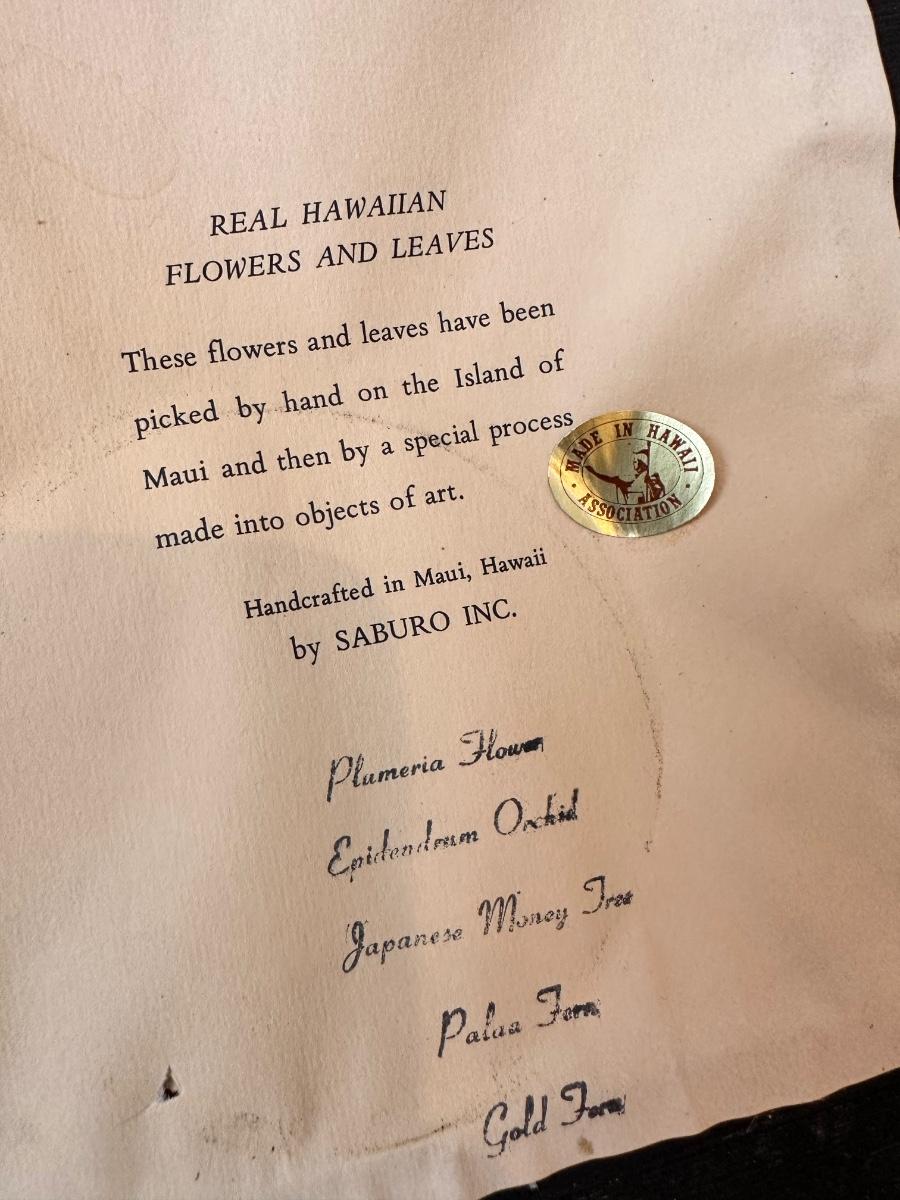 REAL HAWAIIAN
FLOWERS AND LEAVES
These flowers and leaves have been
picked by hand on the Island of
Maui and then by a special process
made into objects of art.
MADE IN HAWAII
· ASSOCIATION ·
Handcrafted in Maui, Hawaii
by SABURO INC.
Plumeria Flower
Epidendrum Orchid
Japanese Money Tree
Palaa Fern
Gold Fern